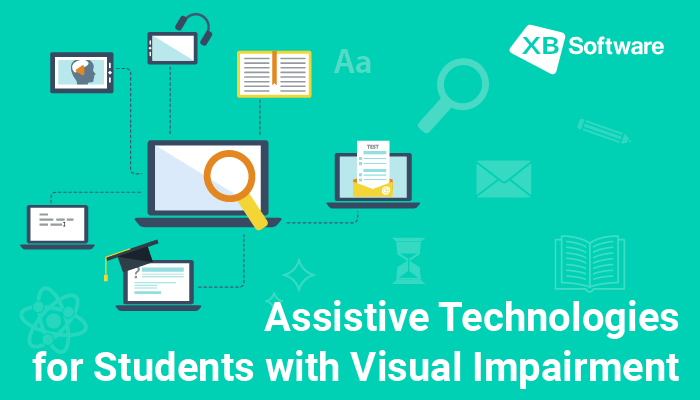 XB Software
Aa
TEST
?
@
Assistive Technologies
for Students with Visual Impairment